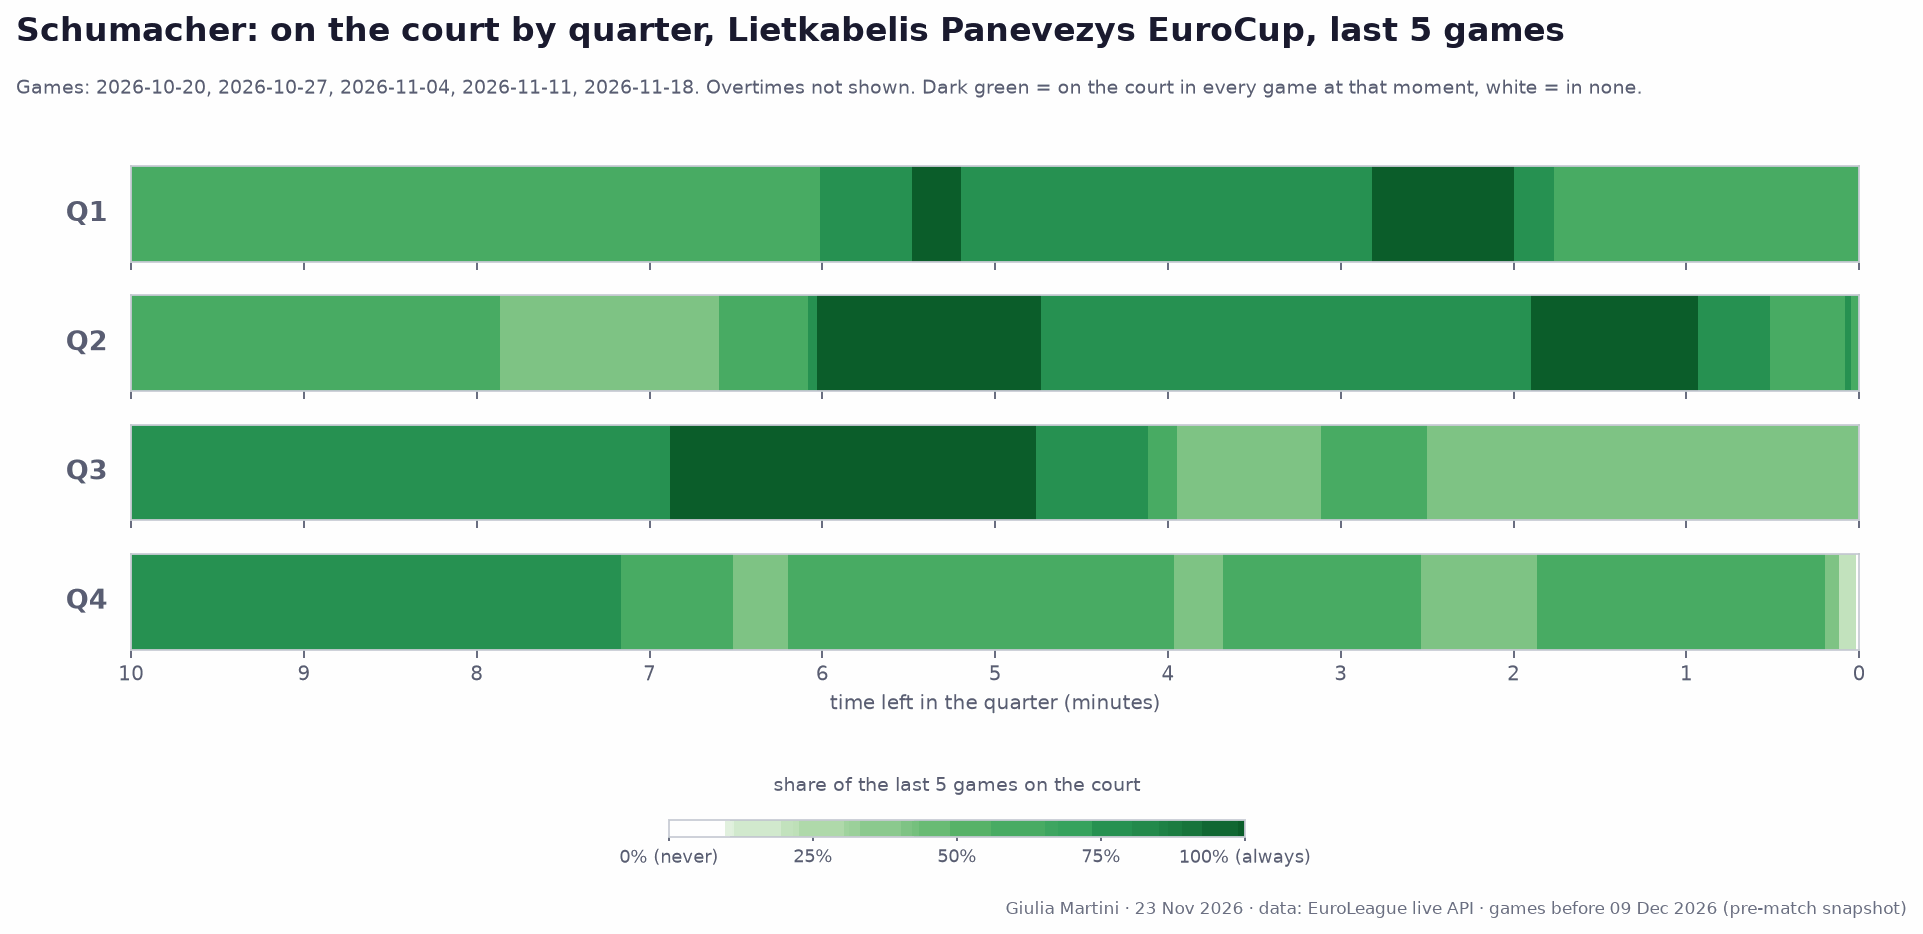 Schumacher: on the court by quarter, Lietkabelis Panevezys EuroCup, last 5 games
Games: 2026-10-20, 2026-10-27, 2026-11-04, 2026-11-11, 2026-11-18. Overtimes not shown. Dark green = on the court in every game at that moment, white = in none.
Q1
Q2
Q3
Q4
10 9 8 7 6 5 4 3 2 1 0
time left in the quarter (minutes)
share of the last 5 games on the court
0% (never) 25% 50% 75% 100% (always)
Giulia Martini · 23 Nov 2026 · data: EuroLeague live API · games before 09 Dec 2026 (pre-match snapshot)